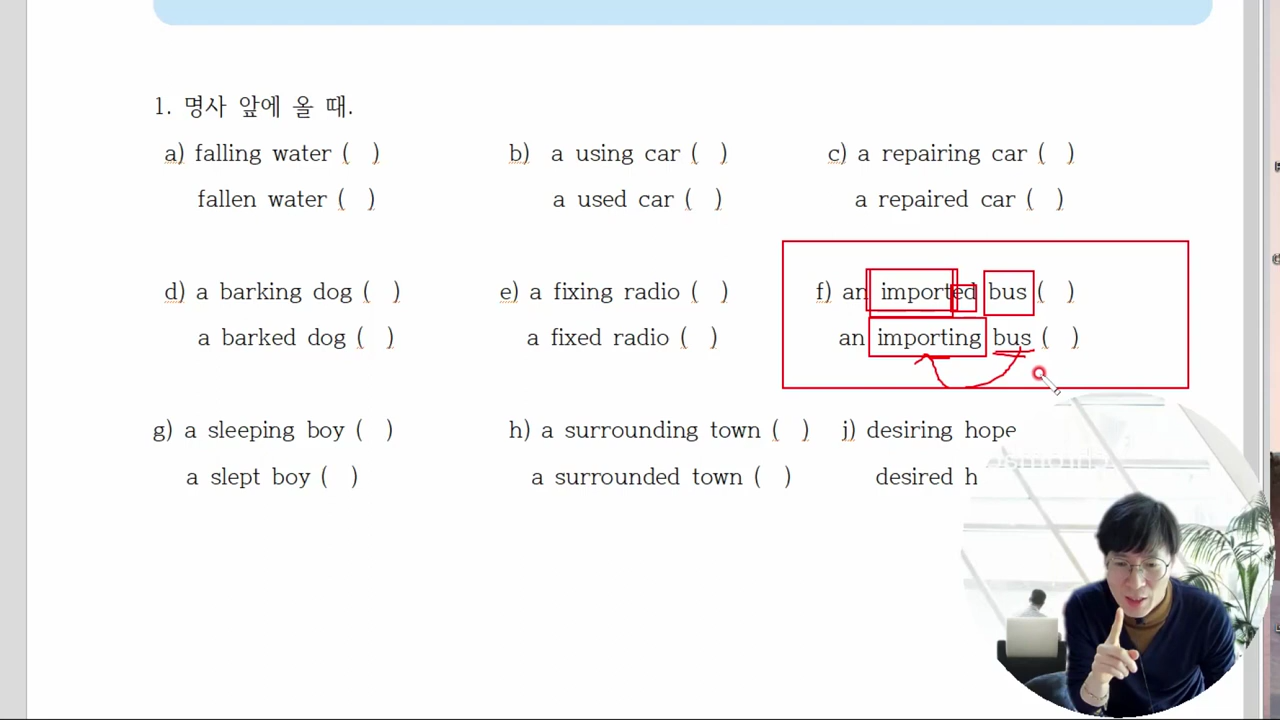 1. 명사 앞에 올 때.
a) falling water (  )  b) a using car (  )  c) a repairing car (  )
fallen water (  )  a used car (  )  a repaired car (  )
d) a barking dog (  )  e) a fixing radio (  )  f) an imported bus (  )
a barked dog (  )  a fixed radio (  )  an importing bus (  )
g) a sleeping boy (  )  h) a surrounding town (  )  j) desiring hope
a slept boy (  )  a surrounded town (  )  desired h